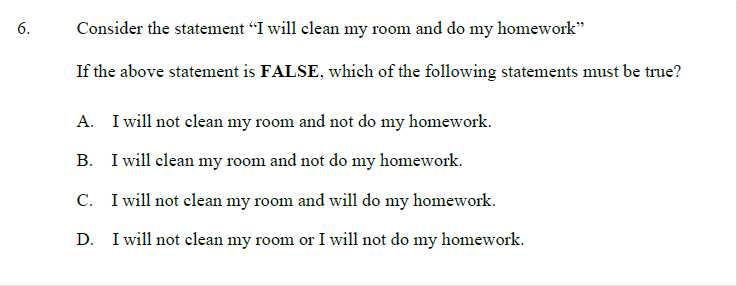 6. Consider the statement “I will clean my room and do my homework”
If the above statement is FALSE, which of the following statements must be true?
A. I will not clean my room and not do my homework.
B. I will clean my room and not do my homework.
C. I will not clean my room and will do my homework.
D. I will not clean my room or I will not do my homework.